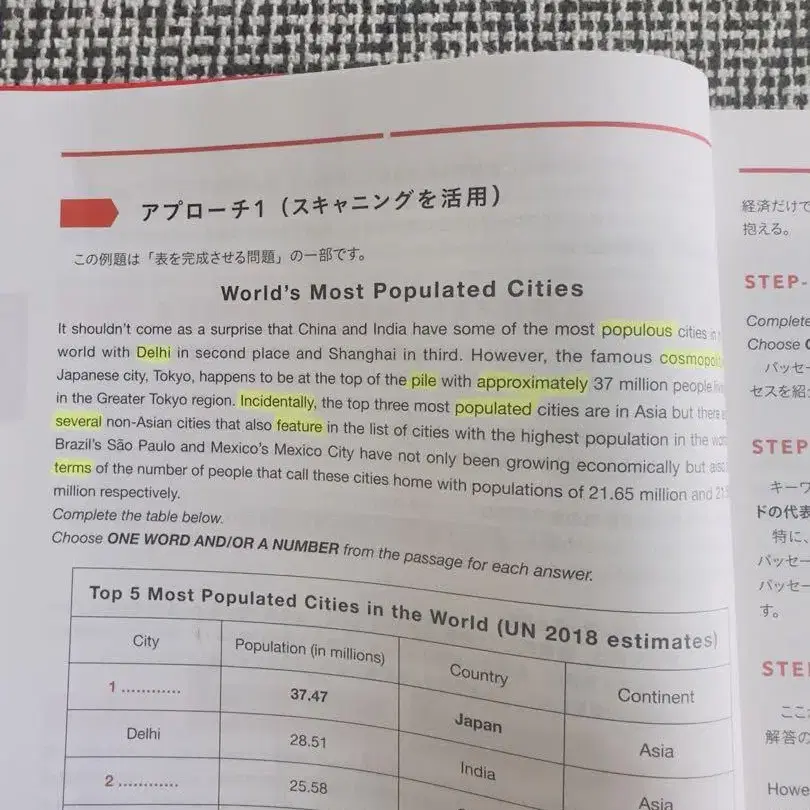 アプローチ1（スキャニングを活用）
この例題は「表を完成させる問題」の一部です。
World's Most Populated Cities
It shouldn't come as a surprise that China and India have some of the most populous cities in
world with Delhi in second place and Shanghai in third. However, the famous
Japanese city, Tokyo, happens to be at the top of the pile with approximately 37 million people
in the Greater Tokyo region. Incidentally, the top three most populated cities are in Asia but there
several non-Asian cities that also feature in the list of cities with the highest population in the
Brazil's São Paulo and Mexico's Mexico City have not only been growing economically but also
terms of the number of people that call these cities home with populations of 21.65 million and
million respectively.
Complete the table below.
Choose ONE WORD AND/OR A NUMBER from the passage for each answer.
Top 5 Most Populated Cities in the World (UN 2018 estimates)
City Population (in millions) Country Continent
1 ............ 37.47 Japan Asia
Delhi 28.51 India Asia
2 ............ 25.58
経済だけで
抱える。
STEP-
Complete
Choose
パッセー
セスを紹
STEP
キーワ
ドの代表
特に、
パッセー
パッセー
す。
STE
ここ
解答の
Howe